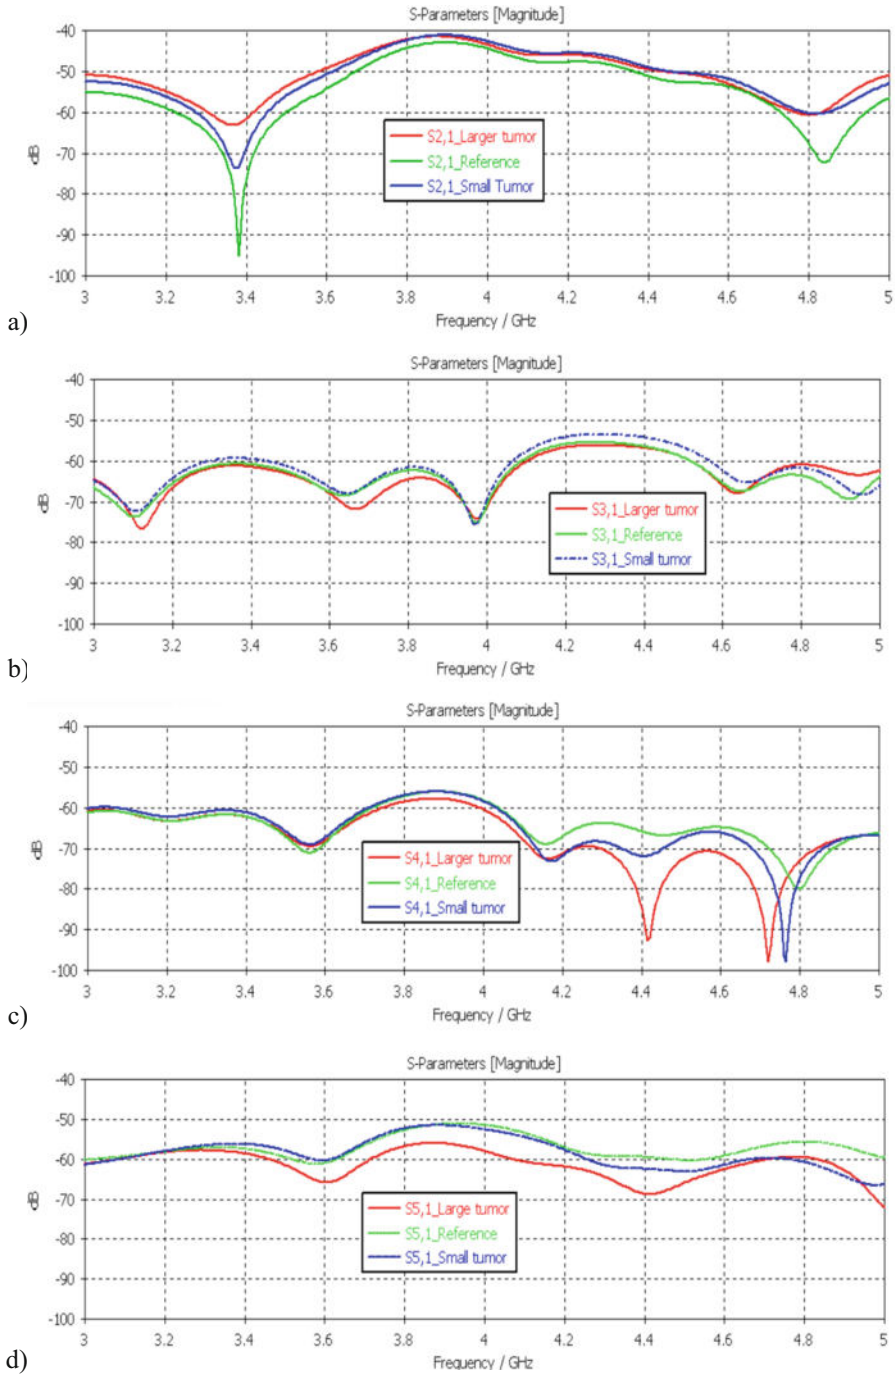 S-Parameters [Magnitude]
-40
-50
-60
-70
-80
-90
-100
dB
S2,1_Larger tumor
S2,1_Reference
S2,1_Small Tumor
3 3.2 3.4 3.6 3.8 4 4.2 4.4 4.6 4.8 5
Frequency / GHz
a)
S-Parameters [Magnitude]
-40
-50
-60
-70
-80
-90
-100
dB
S3,1_Larger tumor
S3,1_Reference
S3,1_Small tumor
3 3.2 3.4 3.6 3.8 4 4.2 4.4 4.6 4.8 5
Frequency / GHz
b)
S-Parameters [Magnitude]
-40
-50
-60
-70
-80
-90
-100
dB
S4,1_Larger tumor
S4,1_Reference
S4,1_Small tumor
3 3.2 3.4 3.6 3.8 4 4.2 4.4 4.6 4.8 5
Frequency / GHz
c)
S-Parameters [Magnitude]
-40
-50
-60
-70
-80
-90
-100
dB
S5,1_Large tumor
S5,1_Reference
S5,1_Small tumor
3 3.2 3.4 3.6 3.8 4 4.2 4.4 4.6 4.8 5
Frequency / GHz
d)